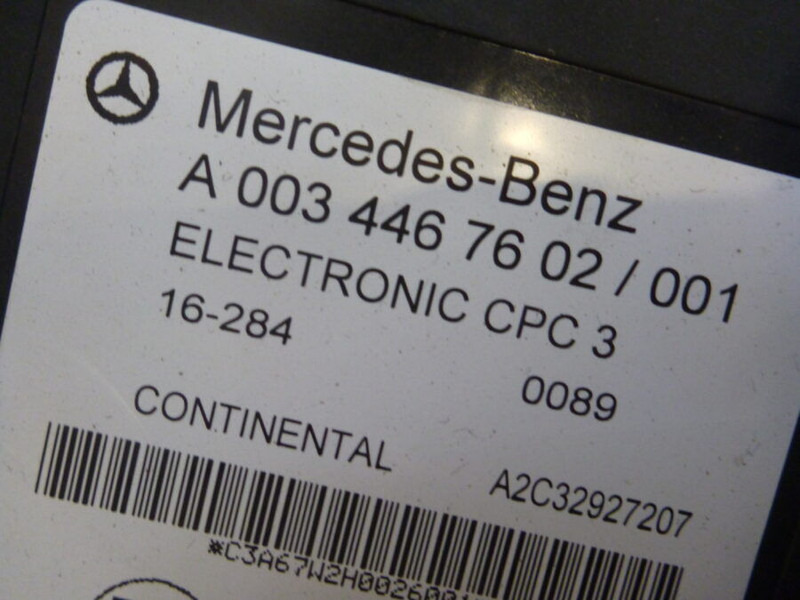 Mercedes-Benz
A 003 446 76 02 / 001
ELECTRONIC CPC 3
16-284
0089
CONTINENTAL
A2C32927207